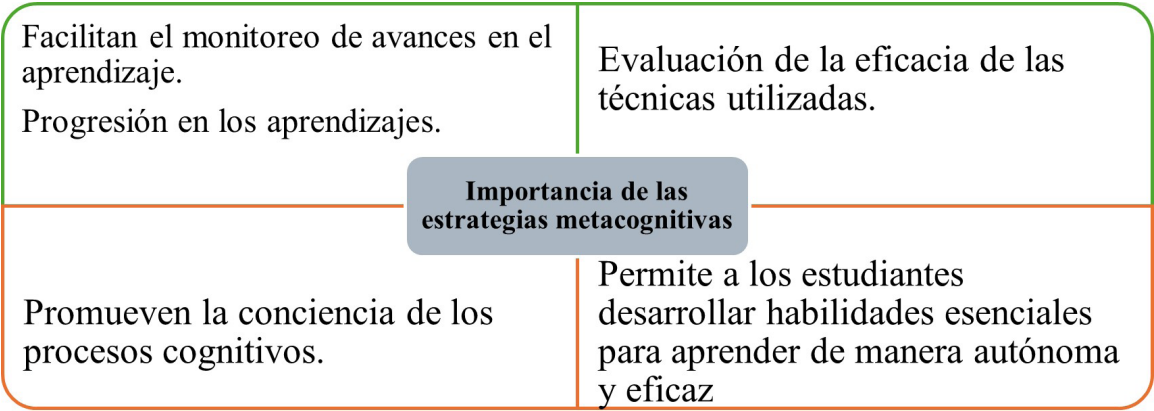 Facilitan el monitoreo de avances en el
aprendizaje.
Progresión en los aprendizajes.
Evaluación de la eficacia de las
técnicas utilizadas.
Importancia de las
estrategias metacognitivas
Promueven la conciencia de los
procesos cognitivos.
Permite a los estudiantes
desarrollar habilidades esenciales
para aprender de manera autónoma
y eficaz